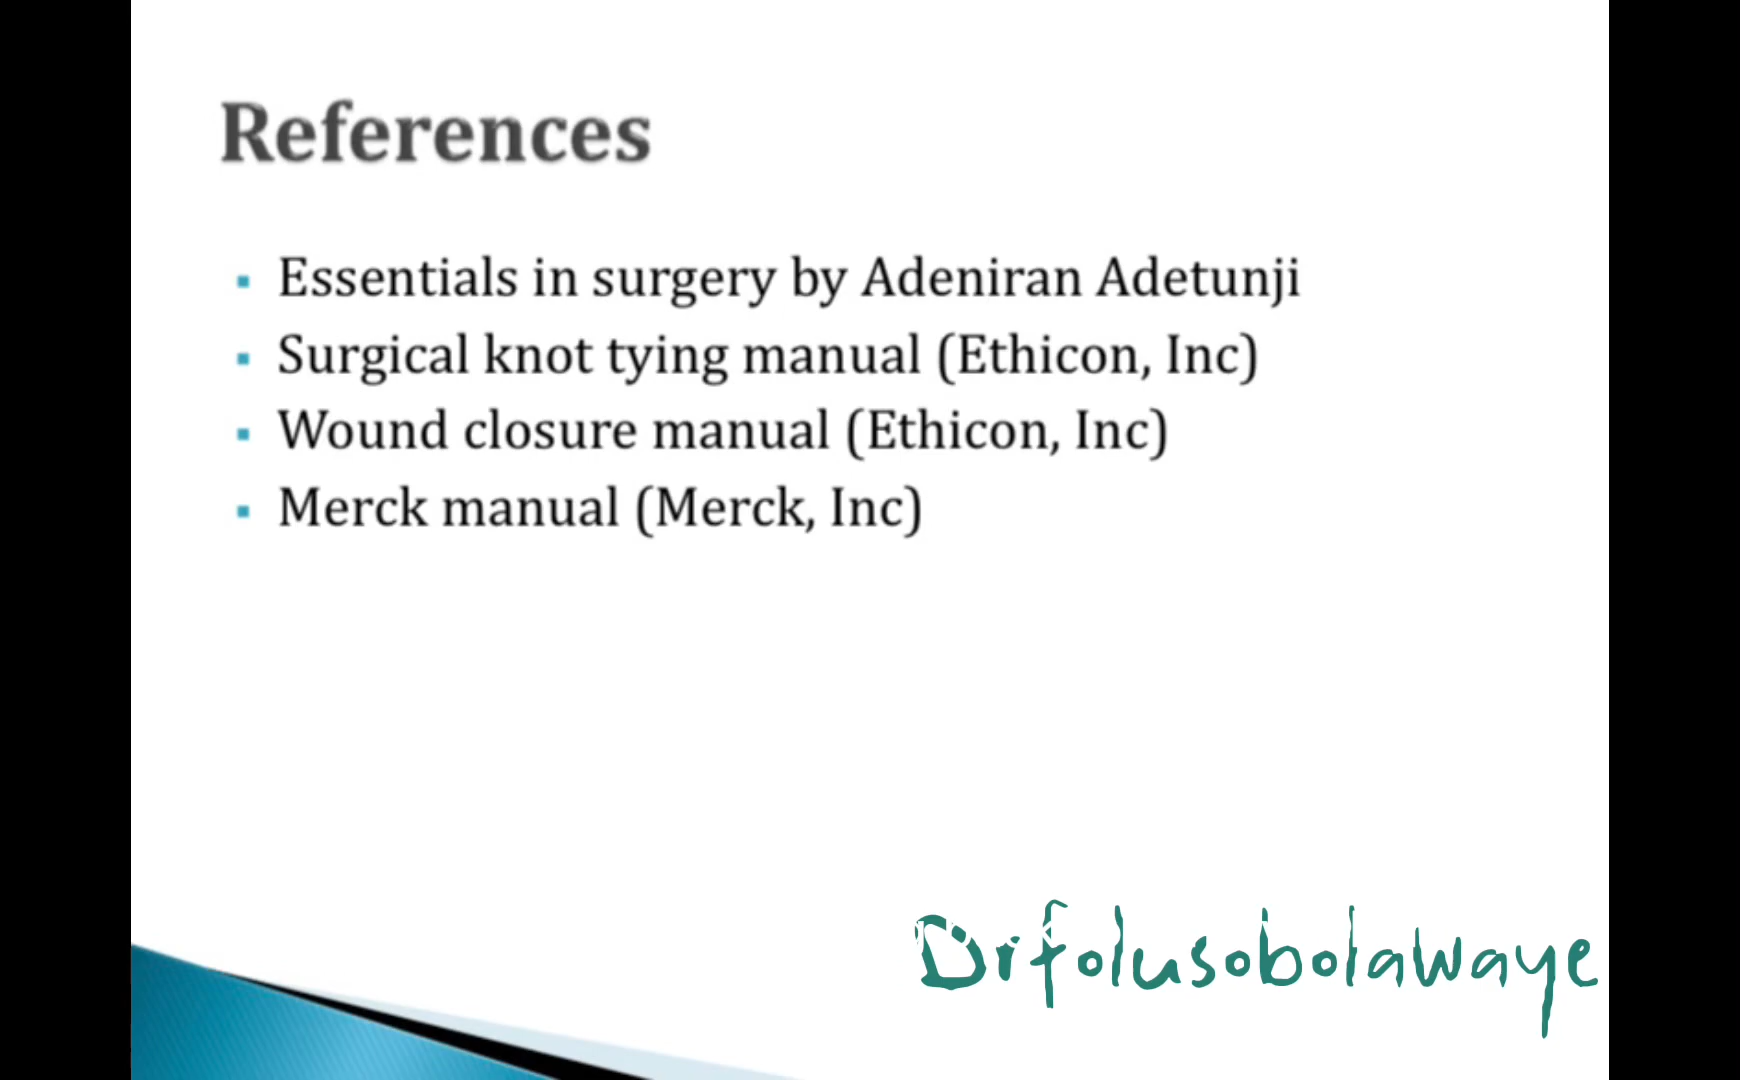 References
Essentials in surgery by Adeniran Adetunji
Surgical knot tying manual (Ethicon, Inc)
Wound closure manual (Ethicon, Inc)
Merck manual (Merck, Inc)
Drfolusobolawaye